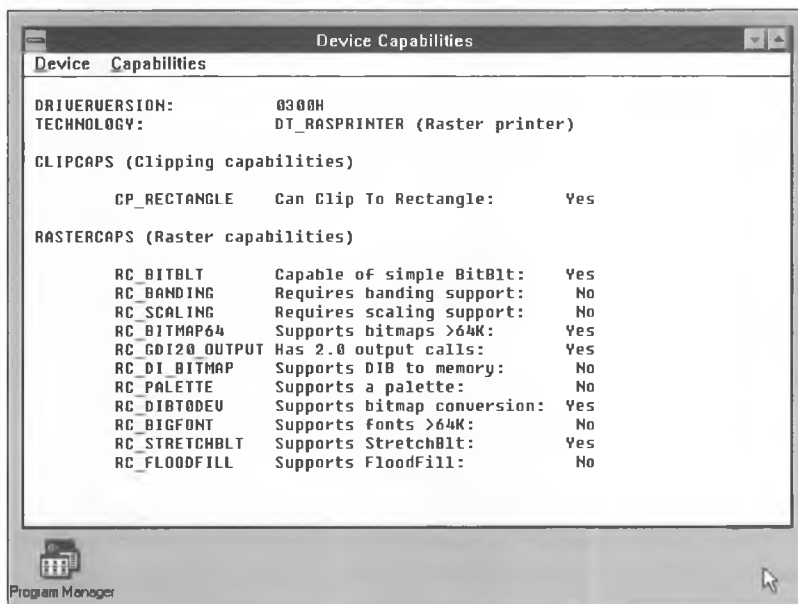 Device Capabilities
Device Capabilities
DRIVERVERSION: 0300H
TECHNOLOGY: DT_RASPRINTER (Raster printer)
CLIPCAPS (Clipping capabilities)
CP_RECTANGLE Can Clip To Rectangle: Yes
RASTERCAPS (Raster capabilities)
RC_BITBLT Capable of simple BitBlt: Yes
RC_BANDING Requires banding support: No
RC_SCALING Requires scaling support: No
RC_BITMAP64 Supports bitmaps >64K: Yes
RC_GDI20_OUTPUT Has 2.0 output calls: Yes
RC_DI_BITMAP Supports DIB to memory: No
RC_PALETTE Supports a palette: No
RC_DIBTODEV Supports bitmap conversion: Yes
RC_BIGFONT Supports fonts >64K: No
RC_STRETCHBLT Supports StretchBlt: Yes
RC_FLOODFILL Supports FloodFill: No
Program Manager